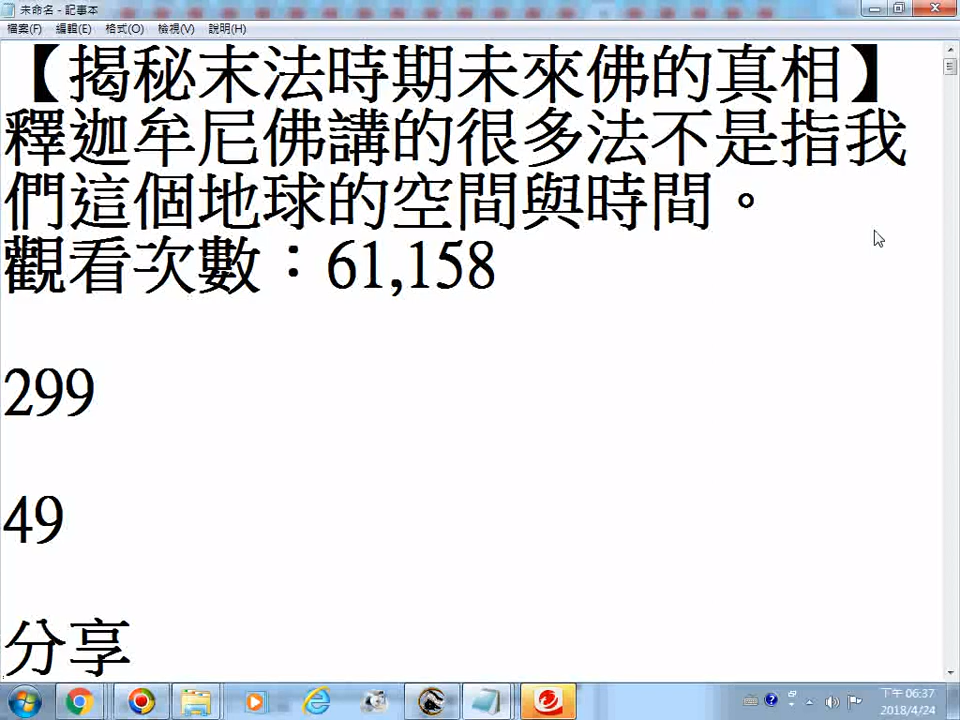 未命名 - 記事本
檔案(F) 編輯(E) 格式(O) 檢視(V) 說明(H)
【揭秘末法時期未來佛的真相】
釋迦牟尼佛講的很多法不是指我
們這個地球的空間與時間。
觀看次數：61,158
299
49
分享
下午 06:37
2018/4/24